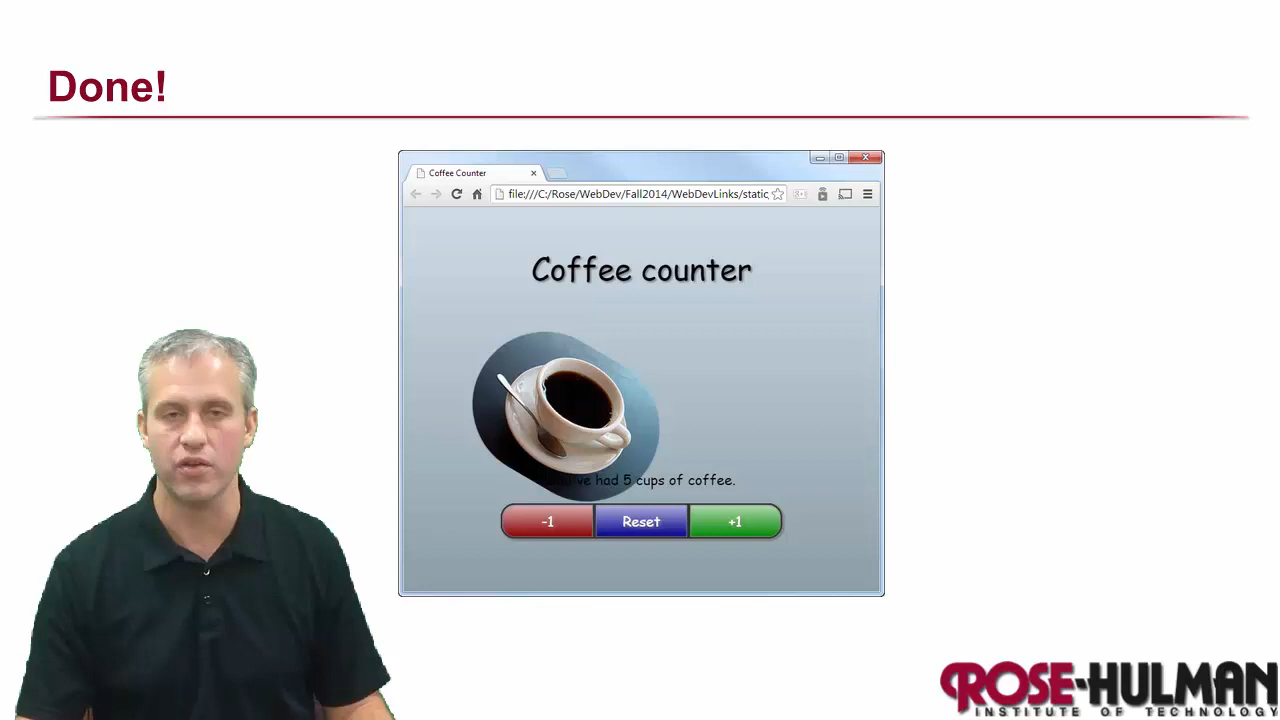 Done!
Coffee Counter
file:///C:/Rose/WebDev/Fall2014/WebDevLinks/static
Coffee counter
've had 5 cups of coffee.
-1 Reset +1
ROSE-HULMAN
INSTITUTE OF TECHNOLOGY